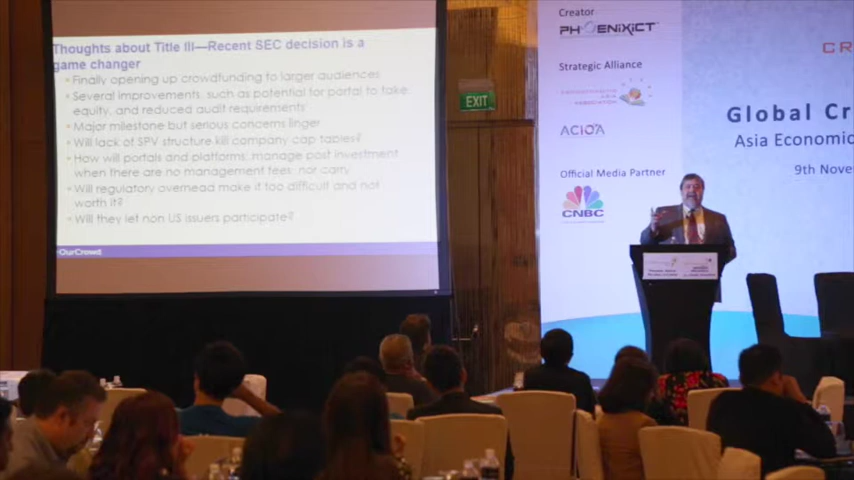 Thoughts about Title III—Recent SEC decision is a
game changer
Finally opening up crowdfunding to larger audiences
Several improvements, such as potential for portal to take
equity, and reduced audit requirements
Major milestone but serious concerns linger
Will lack of SPV structure kill company cap tables?
How will portals and platforms, manage post investment
when there are no management fees, nor carry
Will regulatory overhead make it too difficult and not
worth it?
Will they let non US issuers participate?
OurCrowd
EXIT
Creator
PHOENIXICT
Strategic Alliance
ACIOA
Official Media Partner
CNBC
CR
Global Cr
Asia Economic
9th Nove